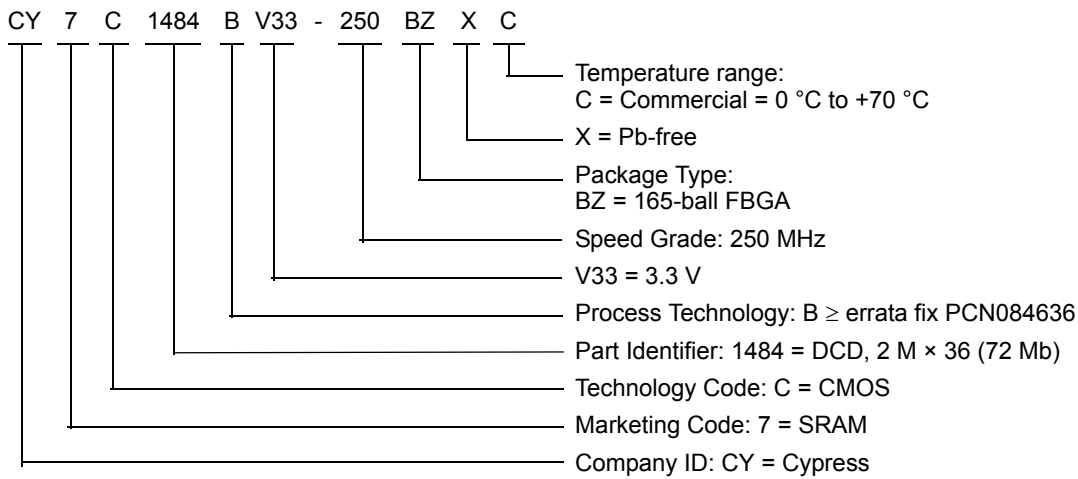 CY 7 C 1484 B V33 - 250 BZ X C
Temperature range:
C = Commercial = 0 °C to +70 °C
X = Pb-free
Package Type:
BZ = 165-ball FBGA
Speed Grade: 250 MHz
V33 = 3.3 V
Process Technology: B ≥ errata fix PCN084636
Part Identifier: 1484 = DCD, 2 M × 36 (72 Mb)
Technology Code: C = CMOS
Marketing Code: 7 = SRAM
Company ID: CY = Cypress